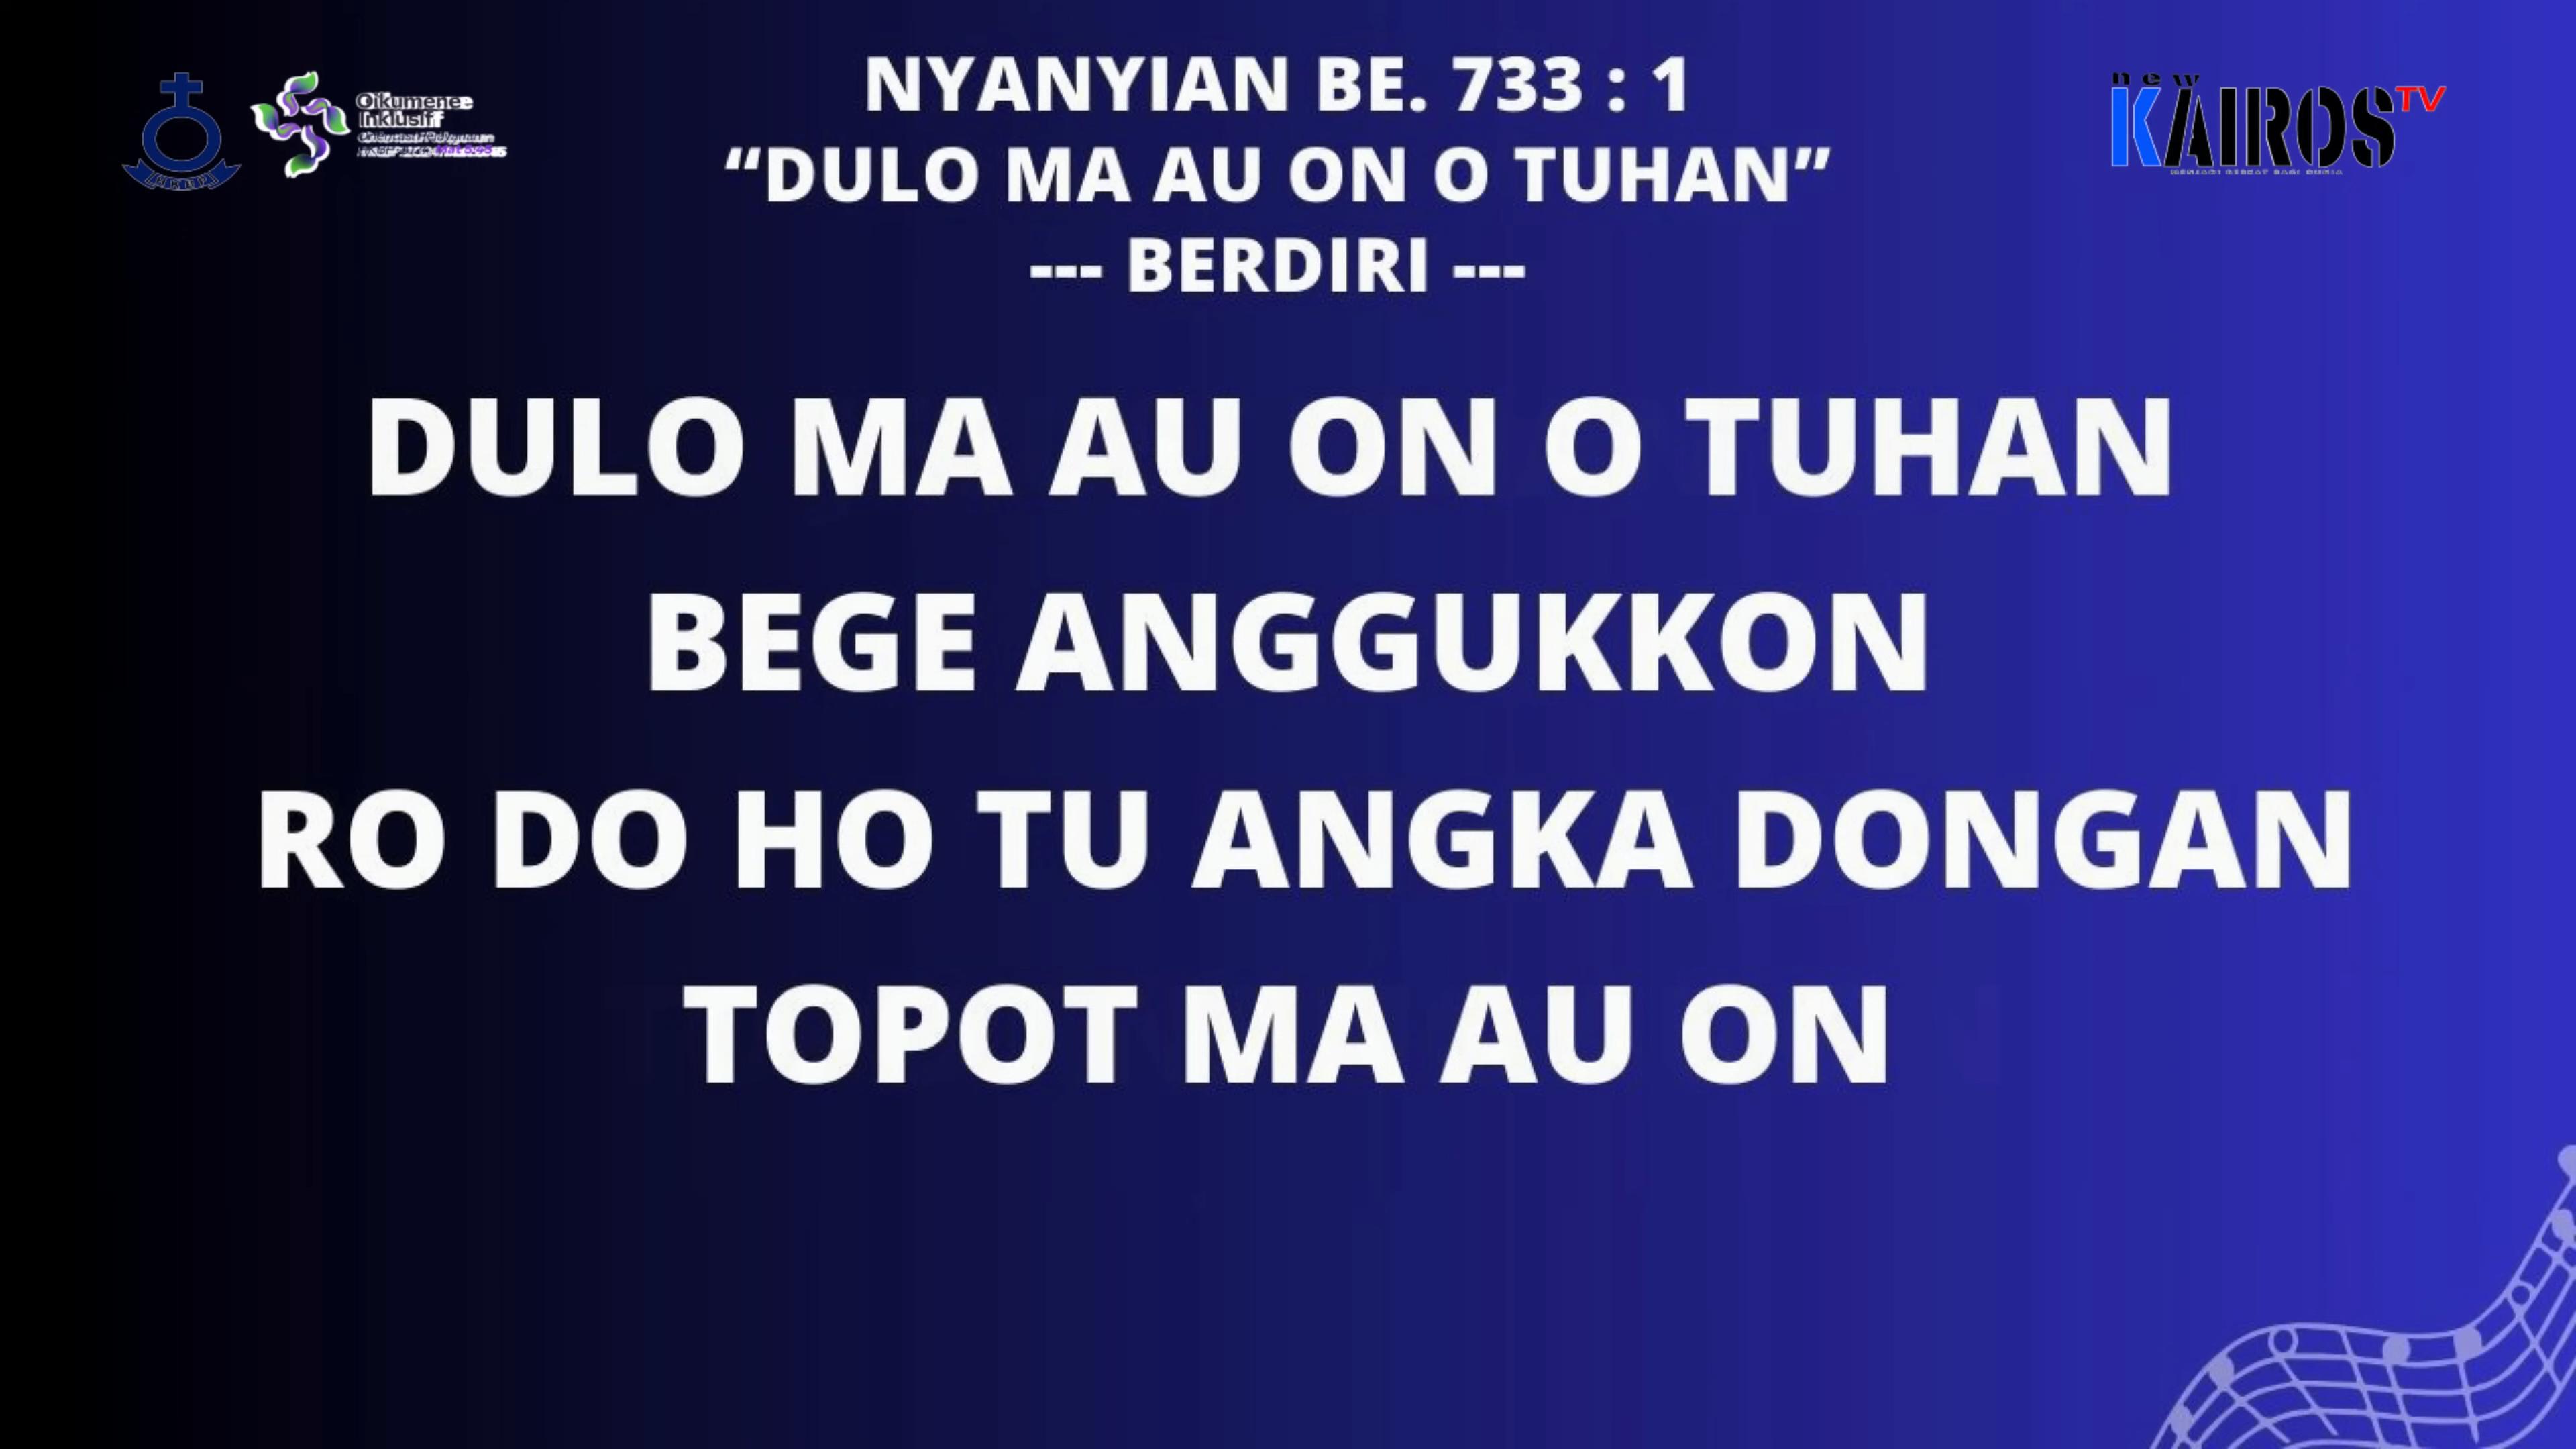 NYANYIAN BE. 733 : 1
“DULO MA AU ON O TUHAN”
--- BERDIRI ---
Oikumene
Inklusif
new
KAIROS TV
DULO MA AU ON O TUHAN
BEGE ANGGUKKON
RO DO HO TU ANGKA DONGAN
TOPOT MA AU ON